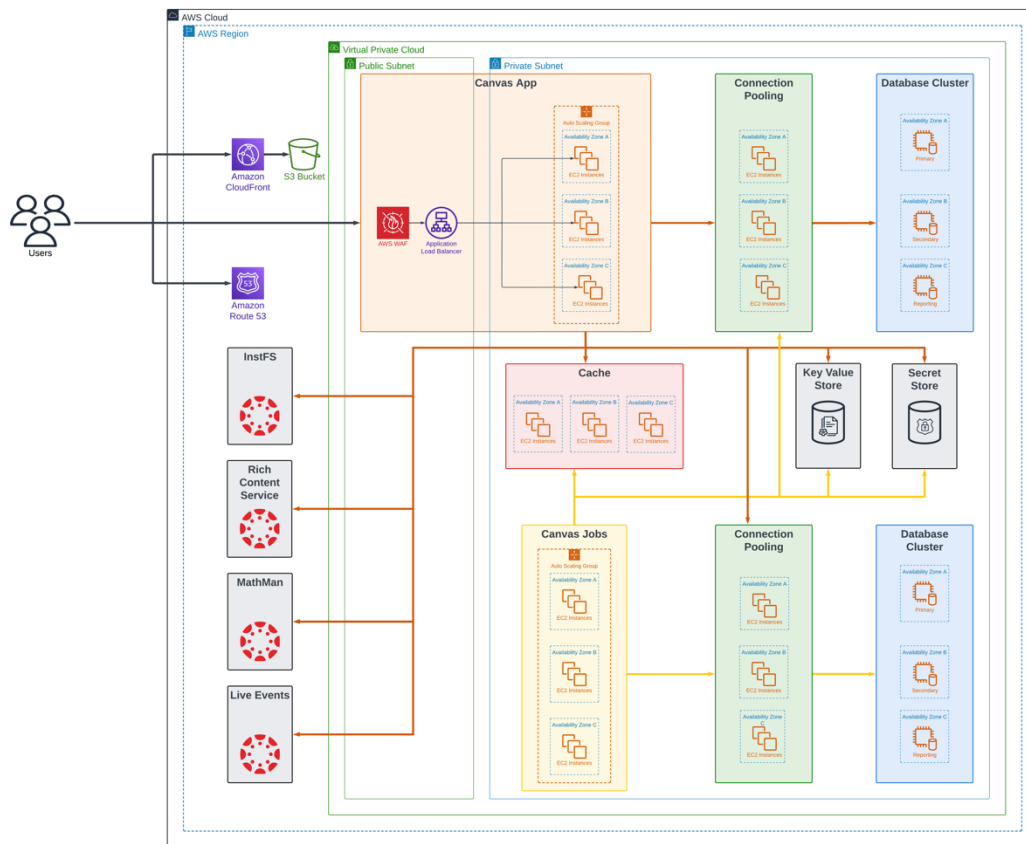 AWS Cloud
AWS Region
Virtual Private Cloud
Public Subnet
Private Subnet
Canvas App
Auto Scaling Group
Availability Zone A
EC2 Instances
Availability Zone B
EC2 Instances
Availability Zone C
EC2 Instances
AWS WAF
Application
Load Balancer
Connection
Pooling
Availability Zone A
EC2 Instances
Availability Zone B
EC2 Instances
Availability Zone C
EC2 Instances
Database Cluster
Availability Zone A
Primary
Availability Zone B
Secondary
Availability Zone C
Reporting
Users
Amazon
CloudFront
S3 Bucket
53
Amazon
Route 53
InstFS
Rich
Content
Service
MathMan
Live Events
Cache
Availability Zone A
EC2 Instances
Availability Zone B
EC2 Instances
Availability Zone C
EC2 Instances
Key Value
Store
Secret
Store
Canvas Jobs
Auto Scaling Group
Availability Zone A
EC2 Instances
Availability Zone B
EC2 Instances
Availability Zone C
EC2 Instances
Connection
Pooling
Availability Zone A
EC2 Instances
Availability Zone B
EC2 Instances
Availability Zone
C
EC2 Instances
Database
Cluster
Availability Zone A
Primary
Availability Zone B
Secondary
Availability Zone C
Reporting